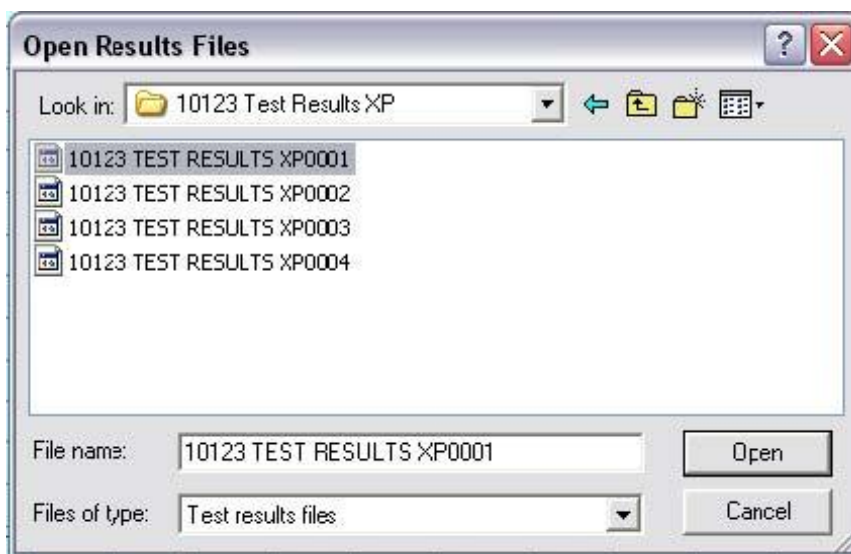 Open Results Files
?
Look in: 10123 Test Results XP
10123 TEST RESULTS XP0001
10123 TEST RESULTS XP0002
10123 TEST RESULTS XP0003
10123 TEST RESULTS XP0004
File name: 10123 TEST RESULTS XP0001 Open
Files of type: Test results files Cancel